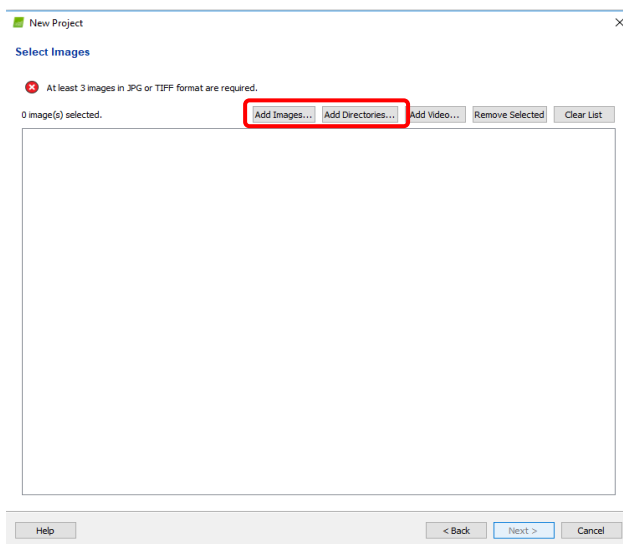 New Project
Select Images
At least 3 images in JPG or TIFF format are required.
0 image(s) selected. Add Images... Add Directories... Add Video... Remove Selected Clear List
Help < Back Next > Cancel